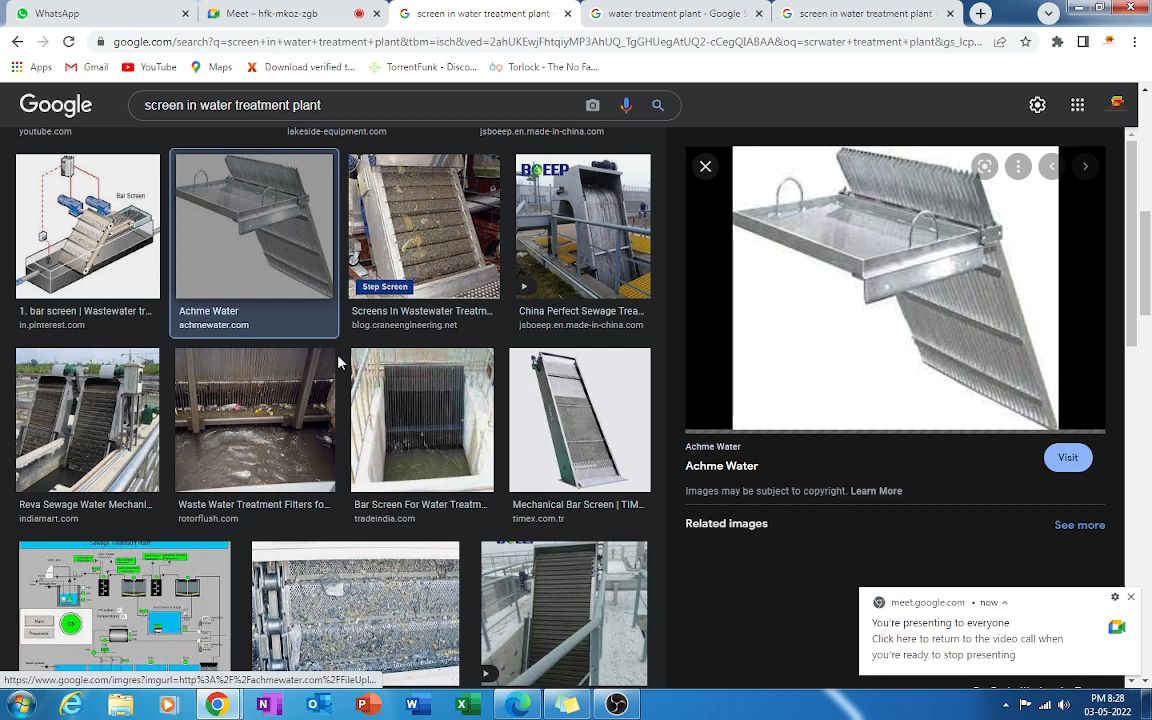 WhatsApp
Meet – hfk-mkoz-zgb
screen in water treatment plant -
water treatment plant - Google S
screen in water treatment plant -
google.com/search?q=screen+in+water+treatment+plant&tbm=isch&ved=2ahUKEwjFhtqiyMP3AhUQ_TgGHUegAtUQ2-cCegQIABAA&oq=scrwater+treatment+plant&gs_lcp...
Apps
Gmail
YouTube
Maps
Download verified t...
TorrentFunk - Disco...
Torlock - The No Fa...
Google
screen in water treatment plant
youtube.com
lakeside-equipment.com
jsboeep.en.made-in-china.com
Bar Screen
Step Screen
BOEEP
1. bar screen | Wastewater tr...
in.pinterest.com
Achme Water
achmewater.com
Screens In Wastewater Treatm...
blog.craneengineering.net
China Perfect Sewage Trea...
jsboeep.en.made-in-china.com
Reva Sewage Water Mechani...
indiamart.com
Waste Water Treatment Filters fo...
rotorflush.com
Bar Screen For Water Treatm...
tradeindia.com
Mechanical Bar Screen | TIM...
timex.com.tr
Sewage Treatment Plant
ON
Achme Water
Achme Water
Visit
Images may be subject to copyright. Learn More
Related images
See more
meet.google.com • now
You're presenting to everyone
Click here to return to the video call when
you're ready to stop presenting
https://www.google.com/imgres?imgurl=http%3A%2F%2Fachmewater.com%2FFileUpl...
PM 8:28
03-05-2022